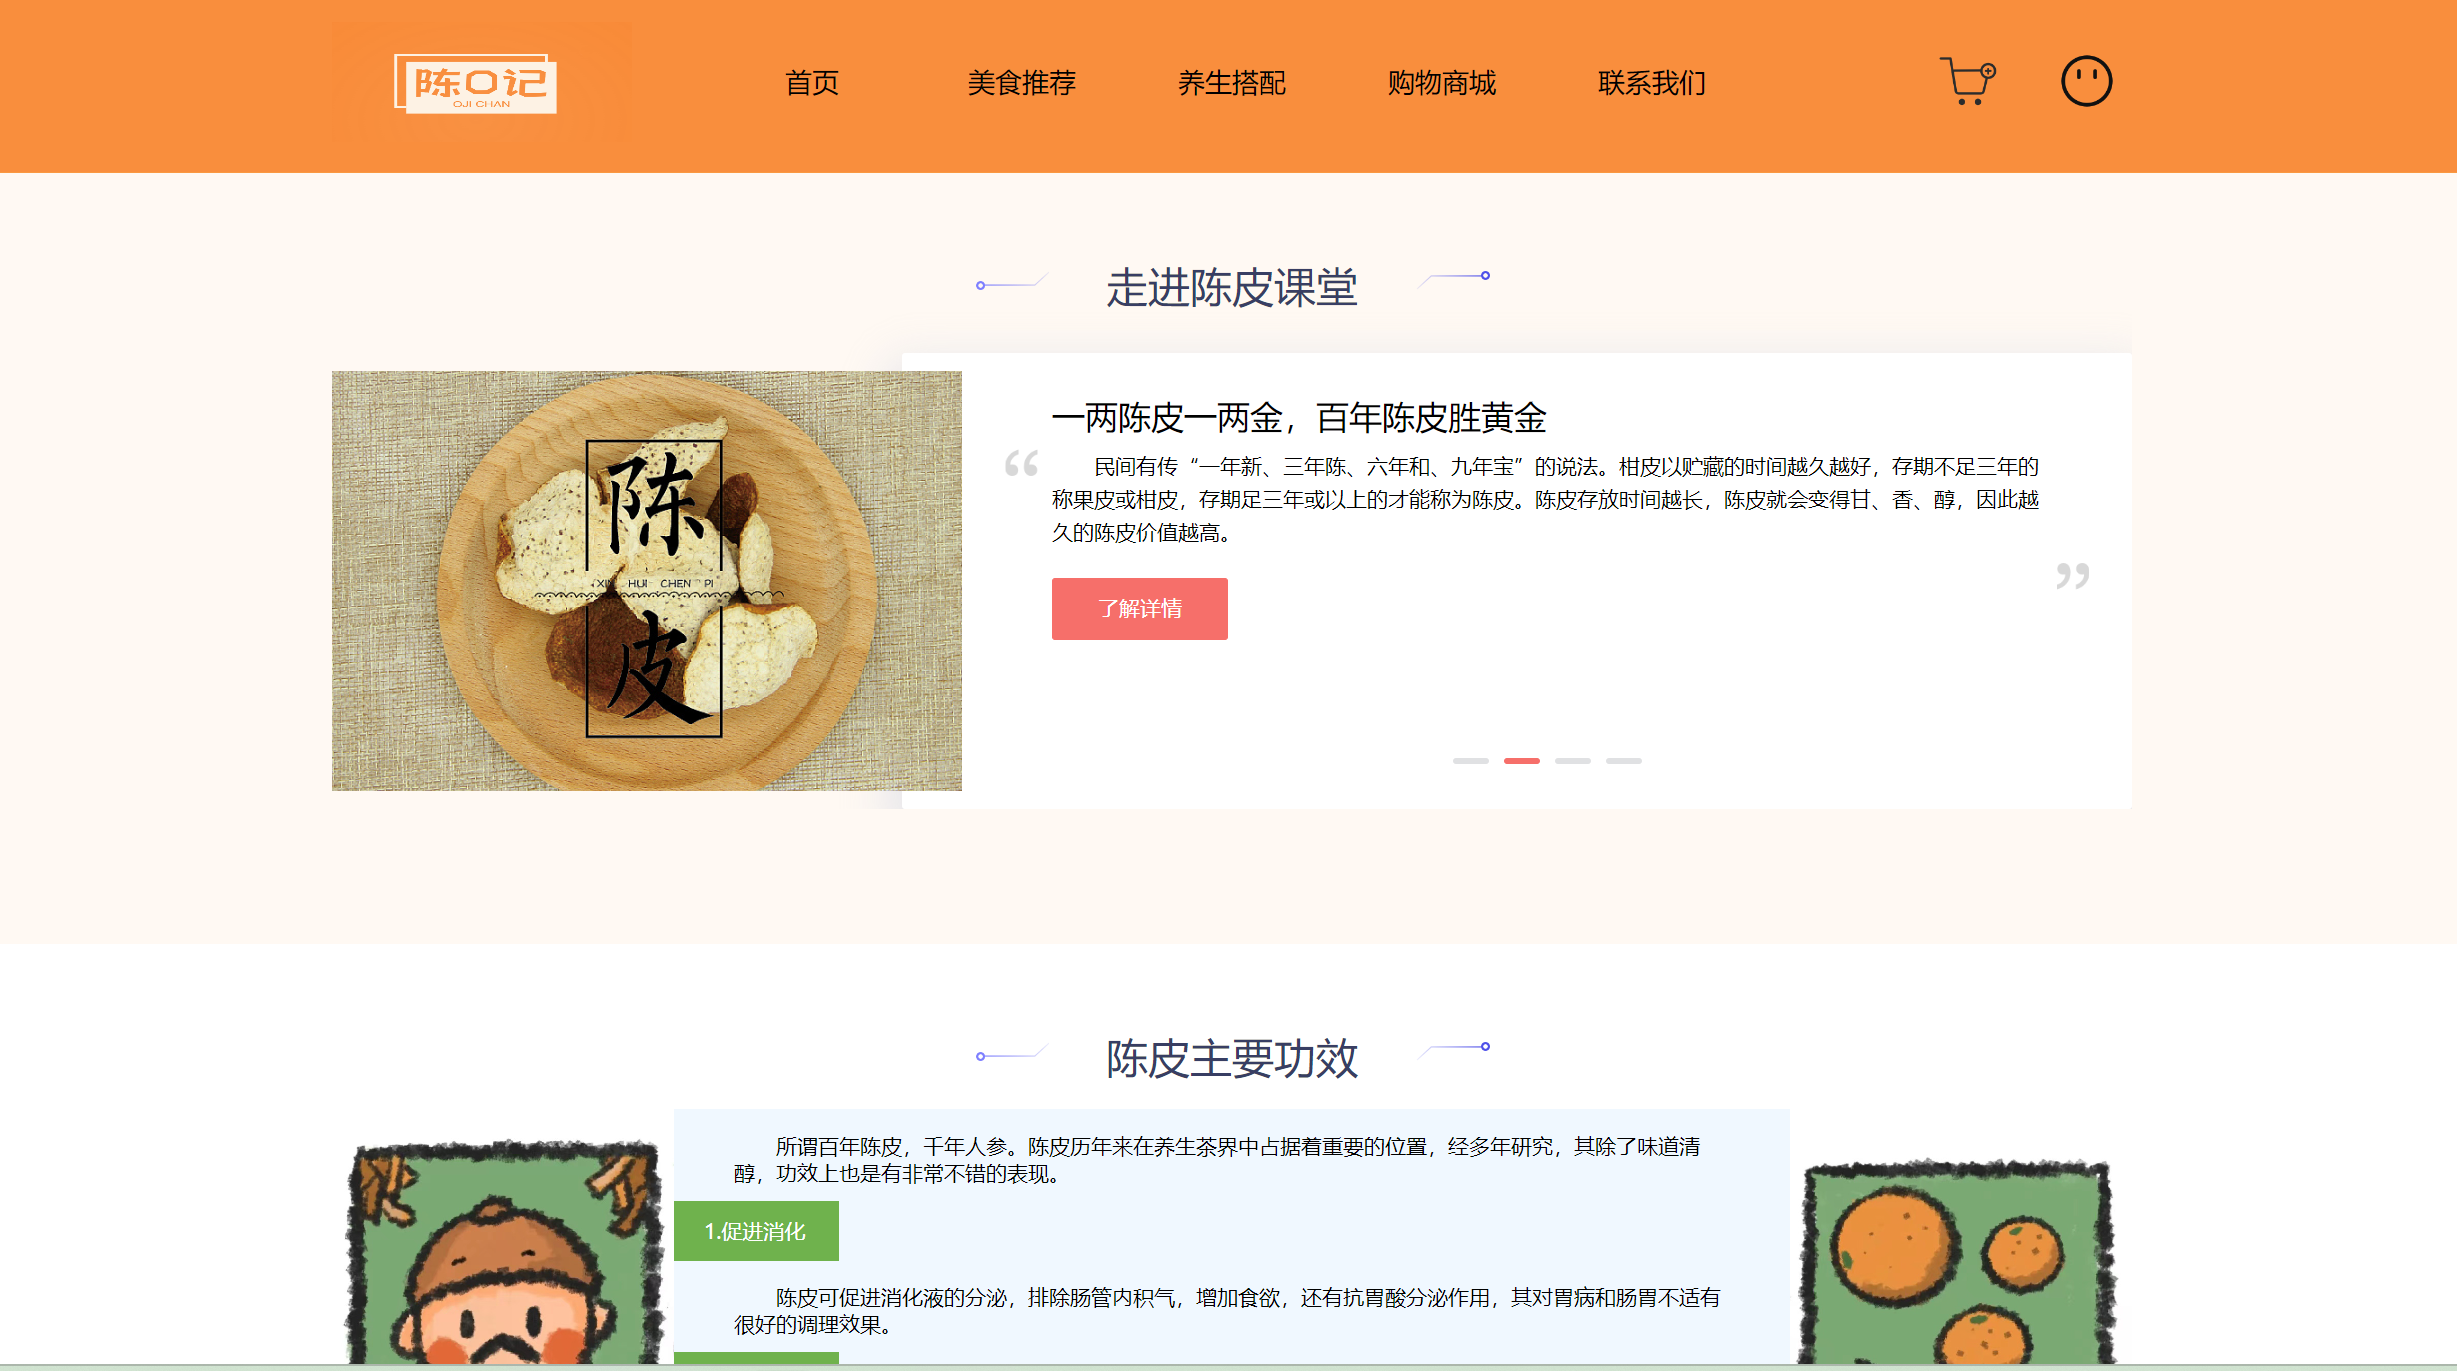 陈日记
OJI CHAN
首页
美食推荐
养生搭配
购物商城
联系我们
走进陈皮课堂
陈
XIN HUI CHEN PI
皮
一两陈皮一两金，百年陈皮胜黄金
“
民间有传“一年新、三年陈、六年和、九年宝”的说法。柑皮以贮藏的时间越久越好，存期不足三年的
称果皮或柑皮，存期足三年或以上的才能称为陈皮。陈皮存放时间越长，陈皮就会变得甘、香、醇，因此越
久的陈皮价值越高。
”
了解详情
陈皮主要功效
所谓百年陈皮，千年人参。陈皮历年来在养生茶界中占据着重要的位置，经多年研究，其除了味道清
醇，功效上也是有非常不错的表现。
1.促进消化
陈皮可促进消化液的分泌，排除肠管内积气，增加食欲，还有抗胃酸分泌作用，其对胃病和肠胃不适有
很好的调理效果。